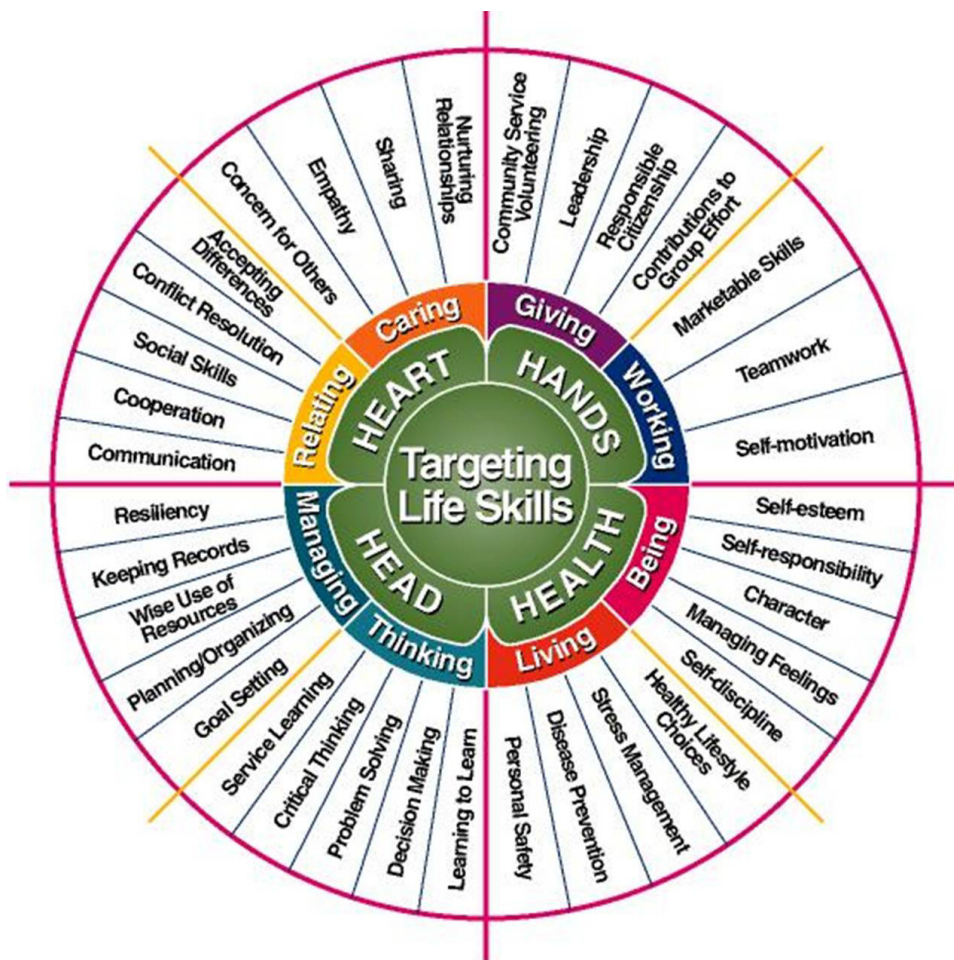 Targeting
Life Skills
HEART
HANDS
HEALTH
HEAD
Caring
Giving
Working
Being
Living
Thinking
Managing
Relating
Community Service
Volunteering
Leadership
Responsible
Citizenship
Contributions to
Group Effort
Marketable Skills
Teamwork
Self-motivation
Self-esteem
Self-responsibility
Character
Managing Feelings
Self-discipline
Healthy Lifestyle
Choices
Stress Management
Disease Prevention
Personal Safety
Learning to Learn
Decision Making
Problem Solving
Critical Thinking
Service Learning
Goal Setting
Planning/Organizing
Wise Use of
Resources
Keeping Records
Resiliency
Communication
Cooperation
Social Skills
Conflict Resolution
Accepting
Differences
Concern for Others
Empathy
Sharing
Nurturing
Relationships